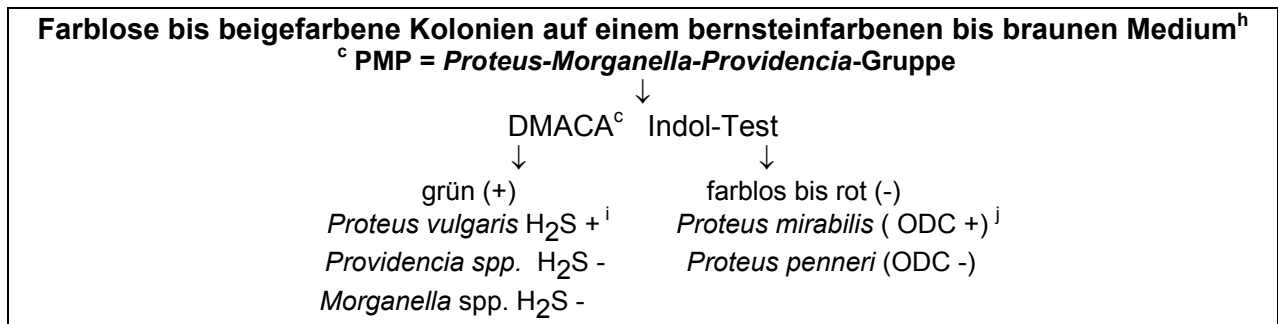 Farblose bis beigefarbene Kolonien auf einem bernsteinfarbenen bis braunen Medium^h
^c PMP = Proteus-Morganella-Providencia-Gruppe
↓
DMACA^c Indol-Test
↓ ↓
grün (+) farblos bis rot (-)
Proteus vulgaris H₂S + ^i Proteus mirabilis ( ODC +) ^j
Providencia spp. H₂S - Proteus penneri (ODC -)
Morganella spp. H₂S -